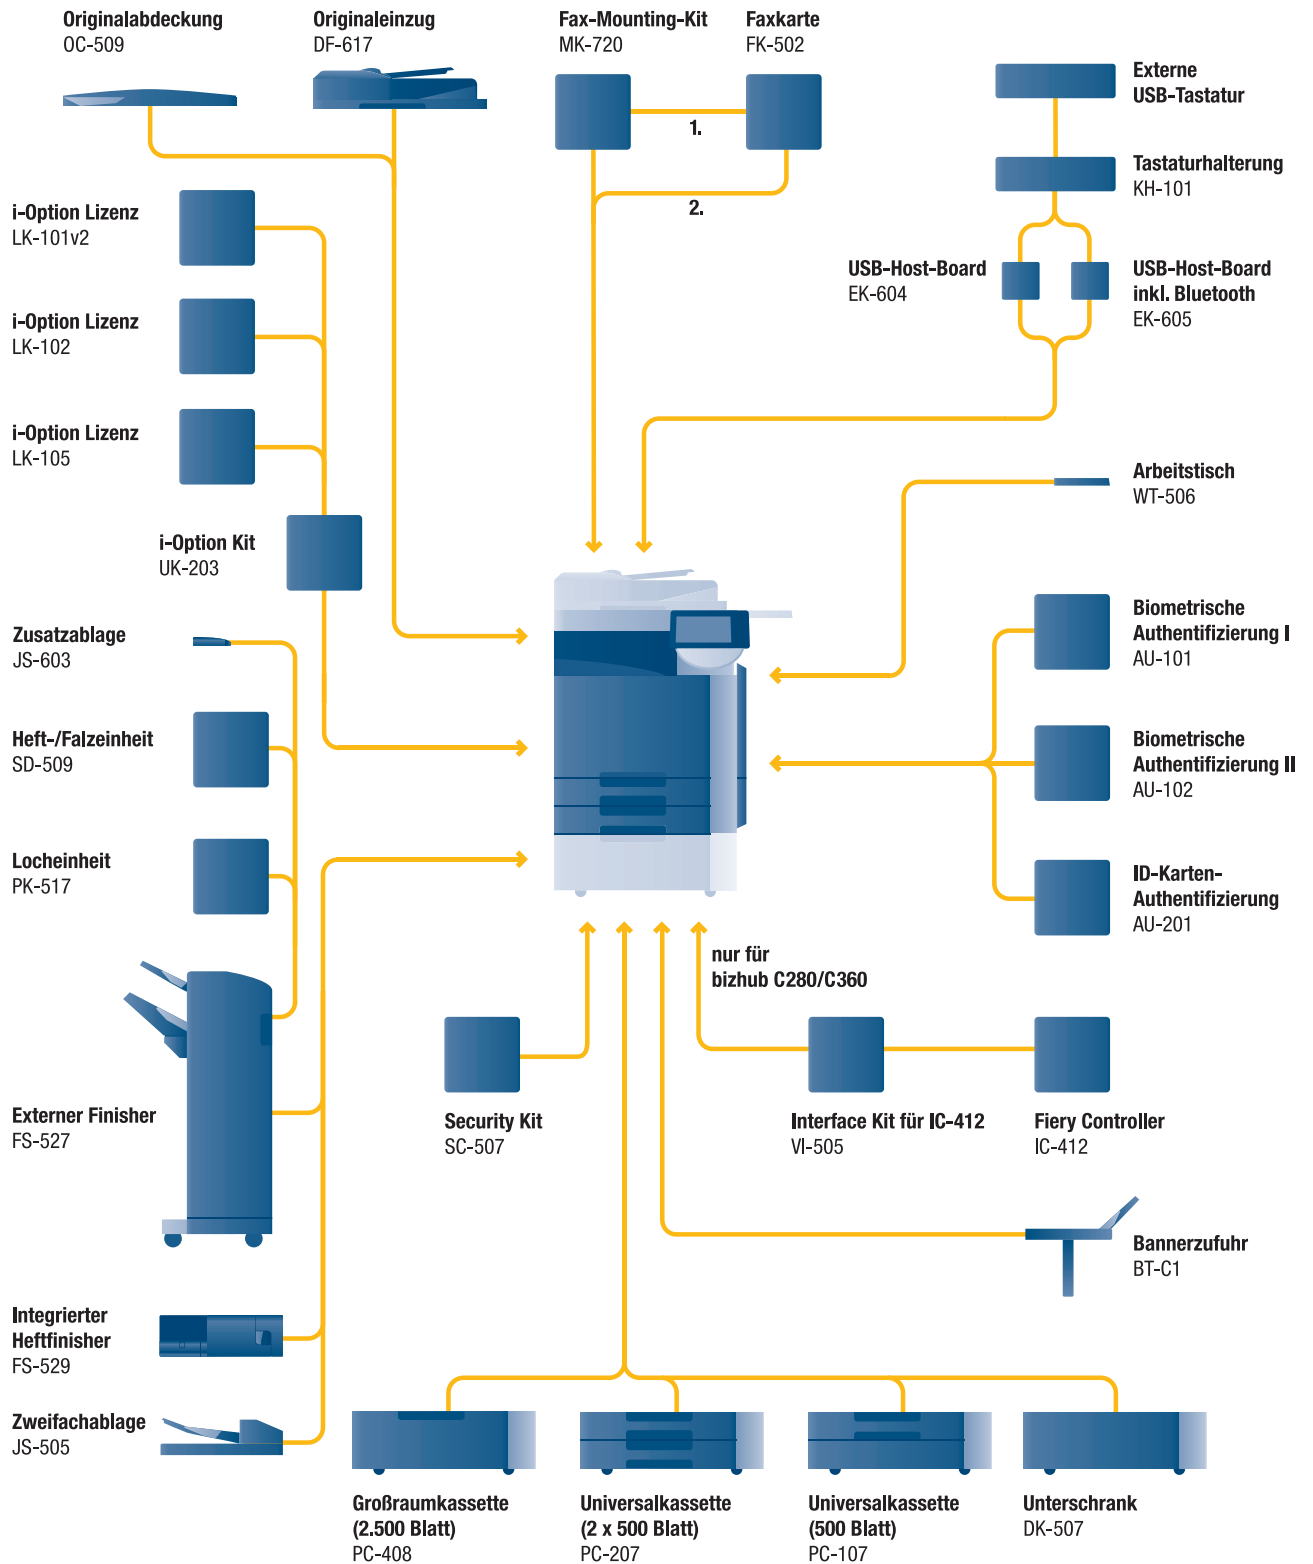 Originalabdeckung
OC-509
Originaleinzug
DF-617
Fax-Mounting-Kit
MK-720
Faxkarte
FK-502
Externe
USB-Tastatur
1.
Tastaturhalterung
KH-101
2.
i-Option Lizenz
LK-101v2
USB-Host-Board
EK-604
USB-Host-Board
inkl. Bluetooth
EK-605
i-Option Lizenz
LK-102
i-Option Lizenz
LK-105
Arbeitstisch
WT-506
i-Option Kit
UK-203
Biometrische
Authentifizierung I
AU-101
Zusatzablage
JS-603
Heft-/Falzeinheit
SD-509
Biometrische
Authentifizierung II
AU-102
Locheinheit
PK-517
ID-Karten-
Authentifizierung
AU-201
nur für
bizhub C280/C360
Externer Finisher
FS-527
Security Kit
SC-507
Interface Kit für IC-412
VI-505
Fiery Controller
IC-412
Bannerzufuhr
BT-C1
Integrierter
Heftfinisher
FS-529
Zweifachablage
JS-505
Großraumkassette
(2.500 Blatt)
PC-408
Universalkassette
(2 x 500 Blatt)
PC-207
Universalkassette
(500 Blatt)
PC-107
Unterschrank
DK-507